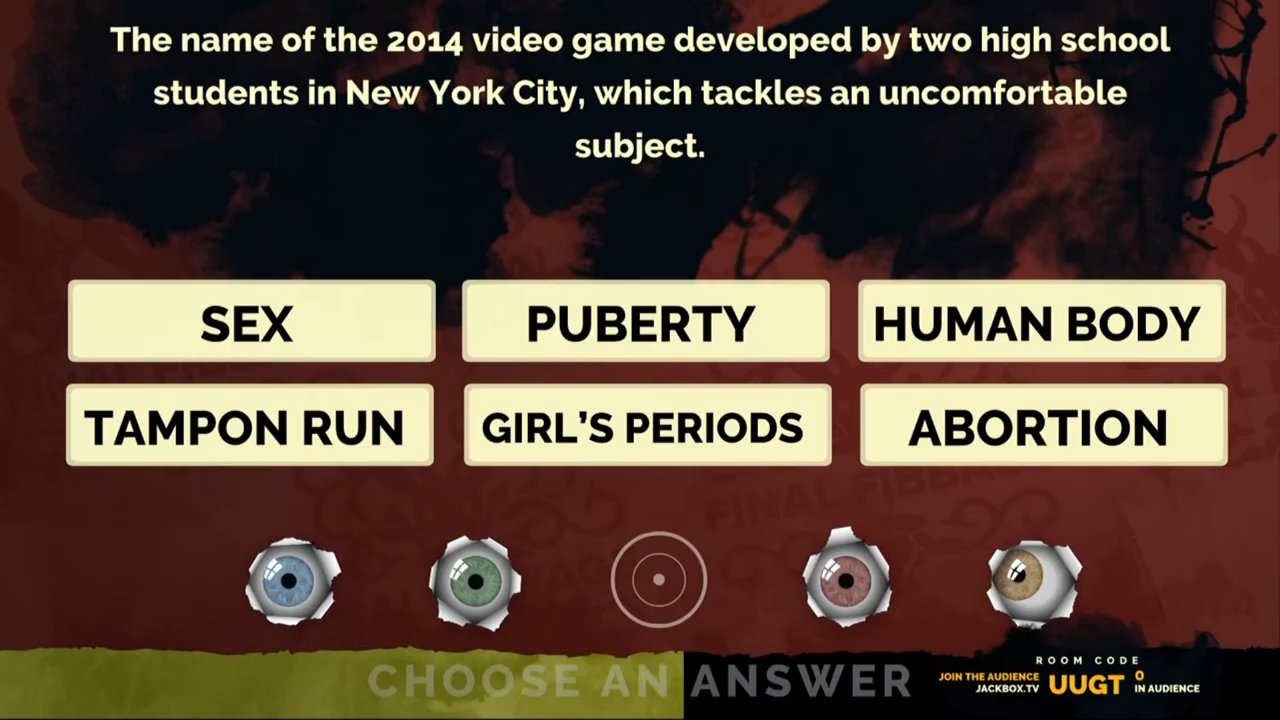 The name of the 2014 video game developed by two high school
students in New York City, which tackles an uncomfortable
subject.
SEX
PUBERTY
HUMAN BODY
TAMPON RUN
GIRL'S PERIODS
ABORTION
FINAL FIBBA
CHOOSE AN ANSWER
ROOM CODE
JOIN THE AUDIENCE
JACKBOX.TV
UUGT
0
IN AUDIENCE